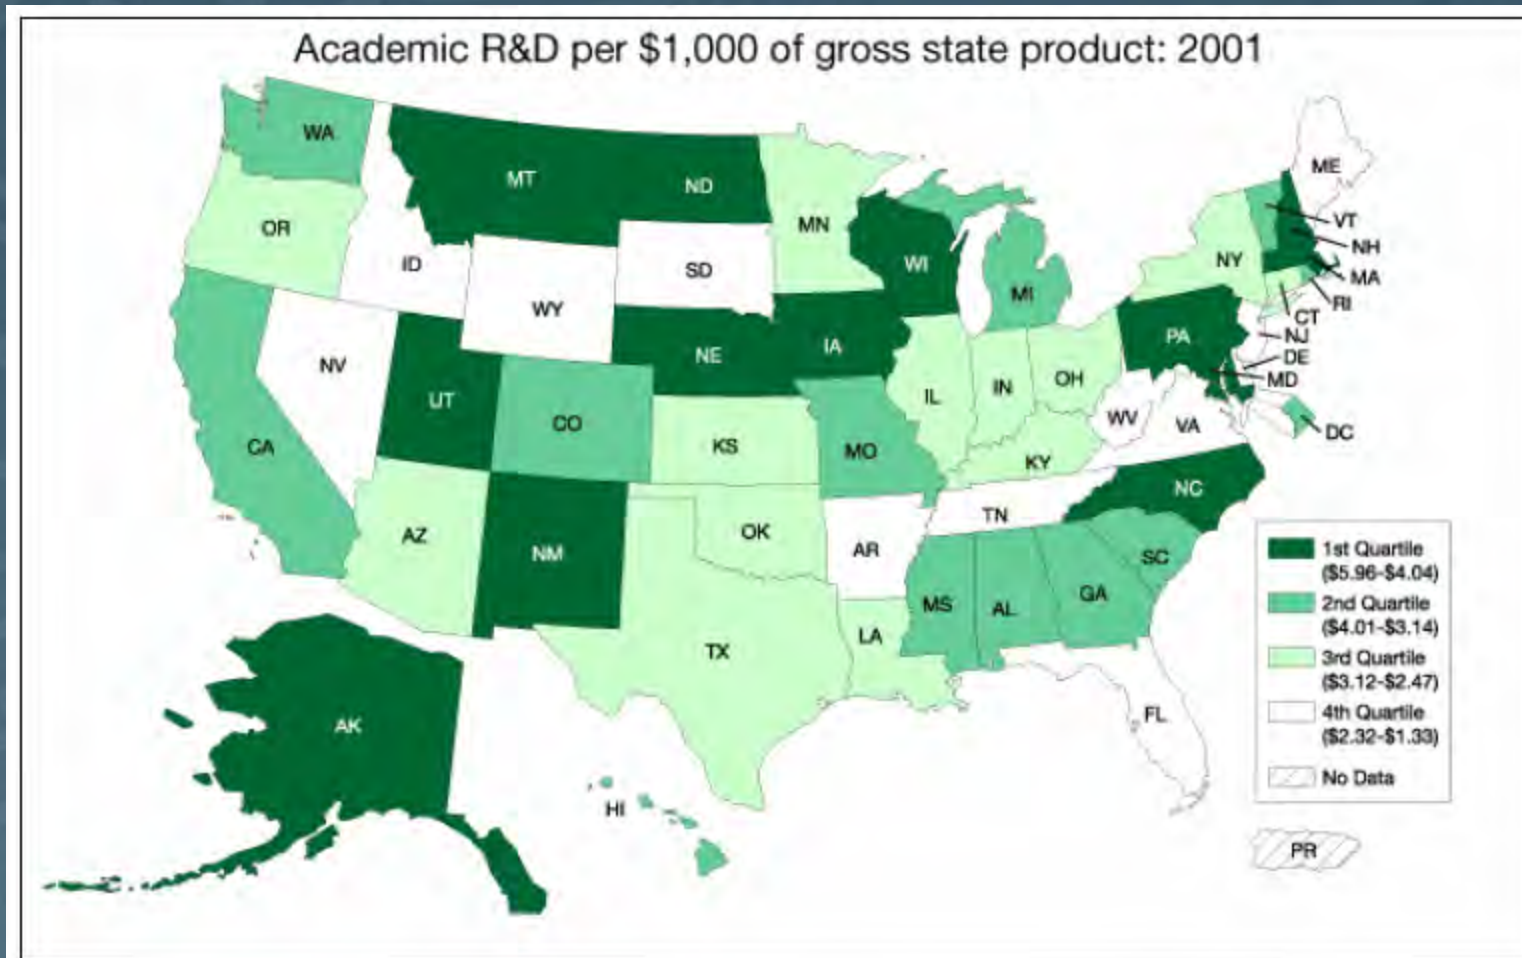 Academic R&D per $1,000 of gross state product: 2001
WA
MT
ND
MN
ME
OR
ID
SD
WI
MI
NY
VT
NH
MA
RI
CT
NJ
DE
MD
DC
WY
NV
UT
CO
NE
IA
IL
IN
OH
PA
WV
VA
CA
KS
MO
KY
NC
AZ
NM
OK
AR
TN
SC
TX
LA
MS
AL
GA
FL
AK
HI
1st Quartile
($5.96-$4.04)
2nd Quartile
($4.01-$3.14)
3rd Quartile
($3.12-$2.47)
4th Quartile
($2.32-$1.33)
No Data
PR